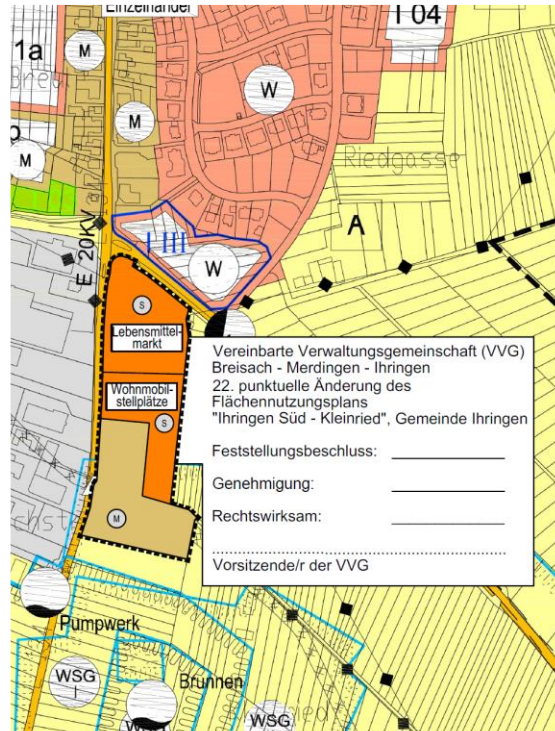 Einzelhandel
T 04
1a
M
W
M
M
Riedgasse
A
E 20KV
I III
W
S
Lebensmittel-
markt
Wohnmobil-
stellplätze
S
M
Vereinbarte Verwaltungsgemeinschaft (VVG)
Breisach - Merdingen - Ihringen
22. punktuelle Änderung des
Flächennutzungsplans
"Ihringen Süd - Kleinried", Gemeinde Ihringen
Feststellungsbeschluss:
Genehmigung:
Rechtswirksam:
Vorsitzende/r der VVG
Pumpwerk
WSG
I
Brunnen
WSG
WSG